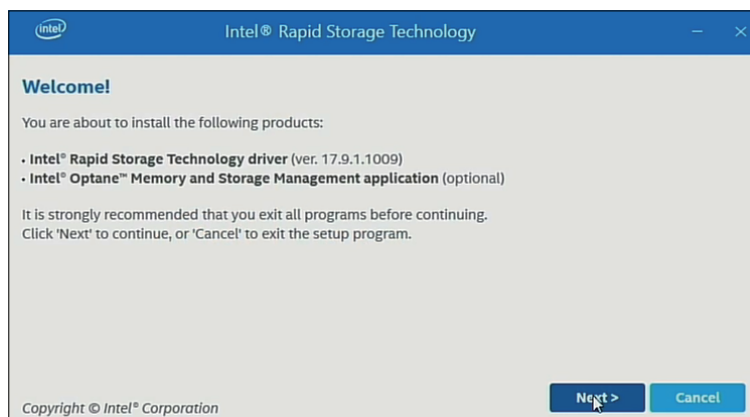 intel
Intel® Rapid Storage Technology
Welcome!
You are about to install the following products:
• Intel® Rapid Storage Technology driver (ver. 17.9.1.1009)
• Intel® Optane™ Memory and Storage Management application (optional)
It is strongly recommended that you exit all programs before continuing.
Click 'Next' to continue, or 'Cancel' to exit the setup program.
Next >
Cancel
Copyright © Intel® Corporation